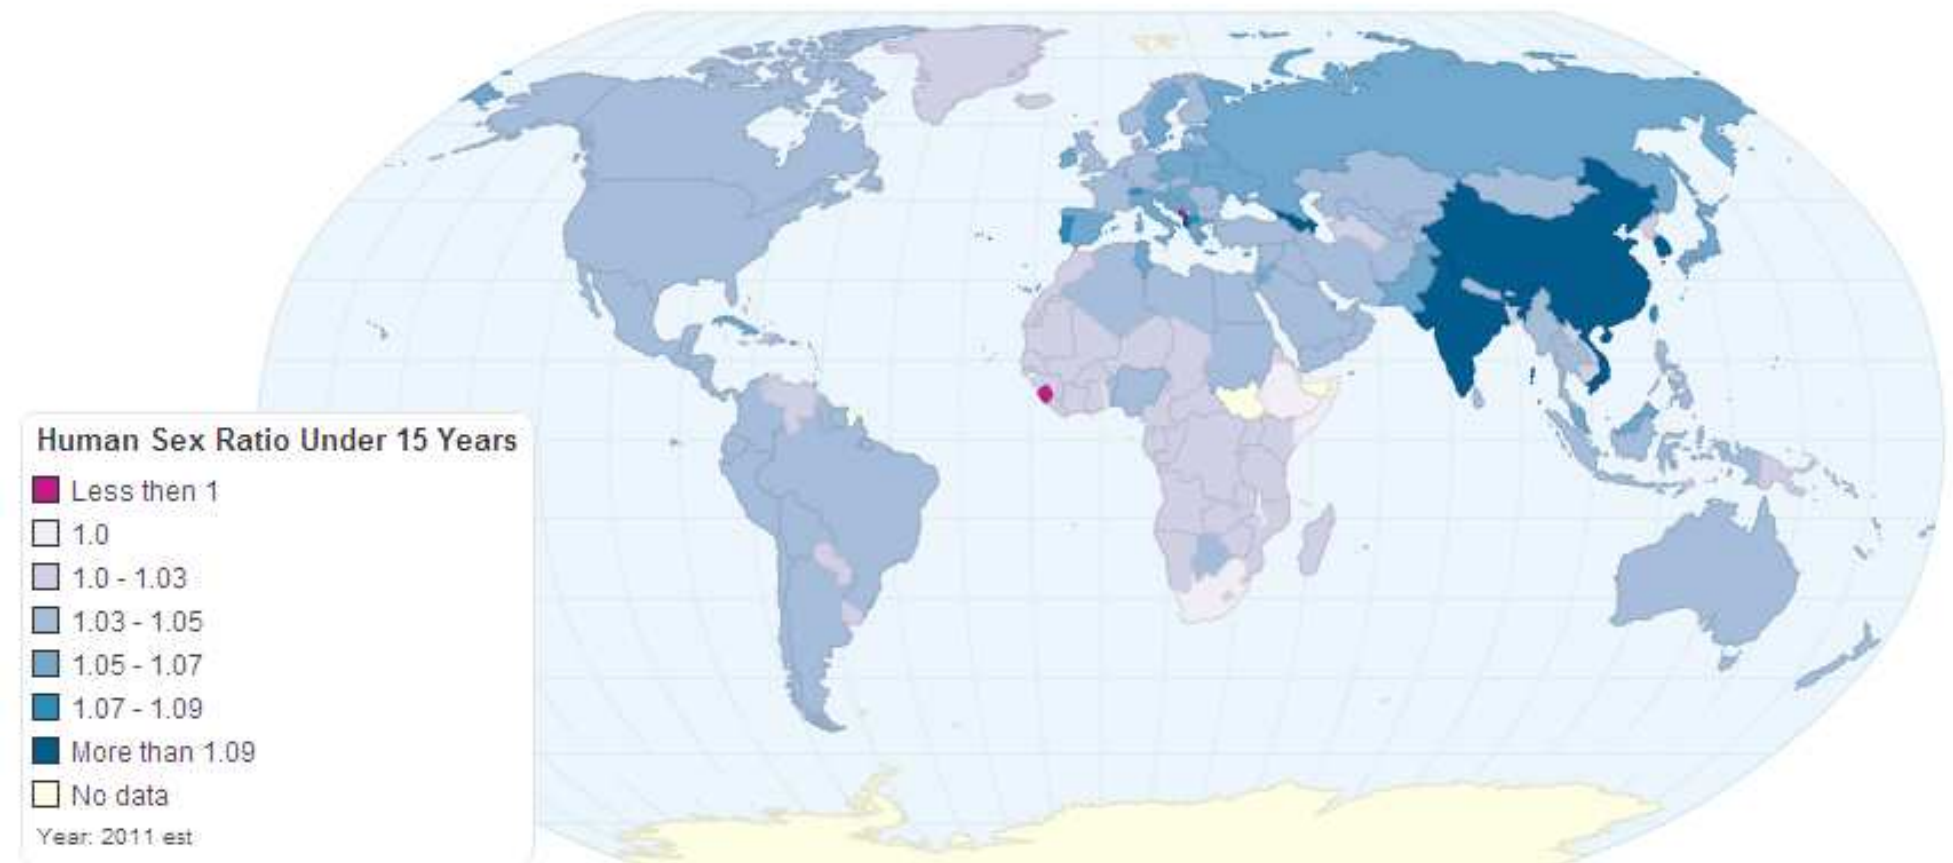 Human Sex Ratio Under 15 Years
Less then 1
1.0
1.0 - 1.03
1.03 - 1.05
1.05 - 1.07
1.07 - 1.09
More than 1.09
No data
Year: 2011 est